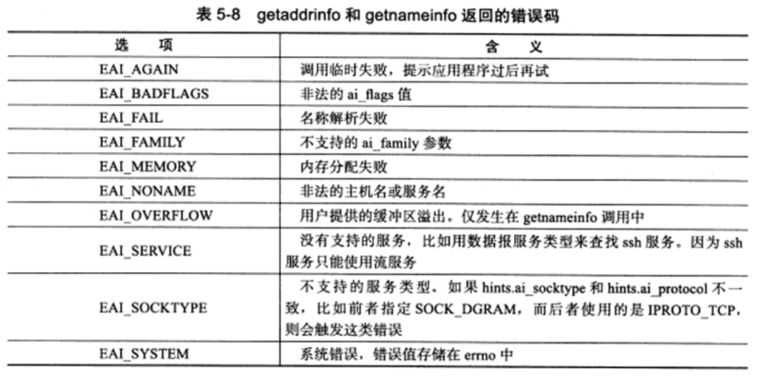 表 5-8 getaddrinfo 和 getnameinfo 返回的错误码
选 项 含 义
EAI_AGAIN 调用临时失败，提示应用程序过后再试
EAI_BADFLAGS 非法的 ai_flags 值
EAI_FAIL 名称解析失败
EAI_FAMILY 不支持的 ai_family 参数
EAI_MEMORY 内存分配失败
EAI_NONAME 非法的主机名或服务名
EAI_OVERFLOW 用户提供的缓冲区溢出。仅发生在 getnameinfo 调用中
EAI_SERVICE 没有支持的服务，比如用数据报服务类型来查找 ssh 服务。因为 ssh
服务只能使用流服务
EAI_SOCKTYPE 不支持的服务类型。如果 hints.ai_socktype 和 hints.ai_protocol 不一
致，比如前者指定 SOCK_DGRAM，而后者使用的是 IPROTO_TCP，
则会触发这类错误
EAI_SYSTEM 系统错误，错误值存储在 errno 中